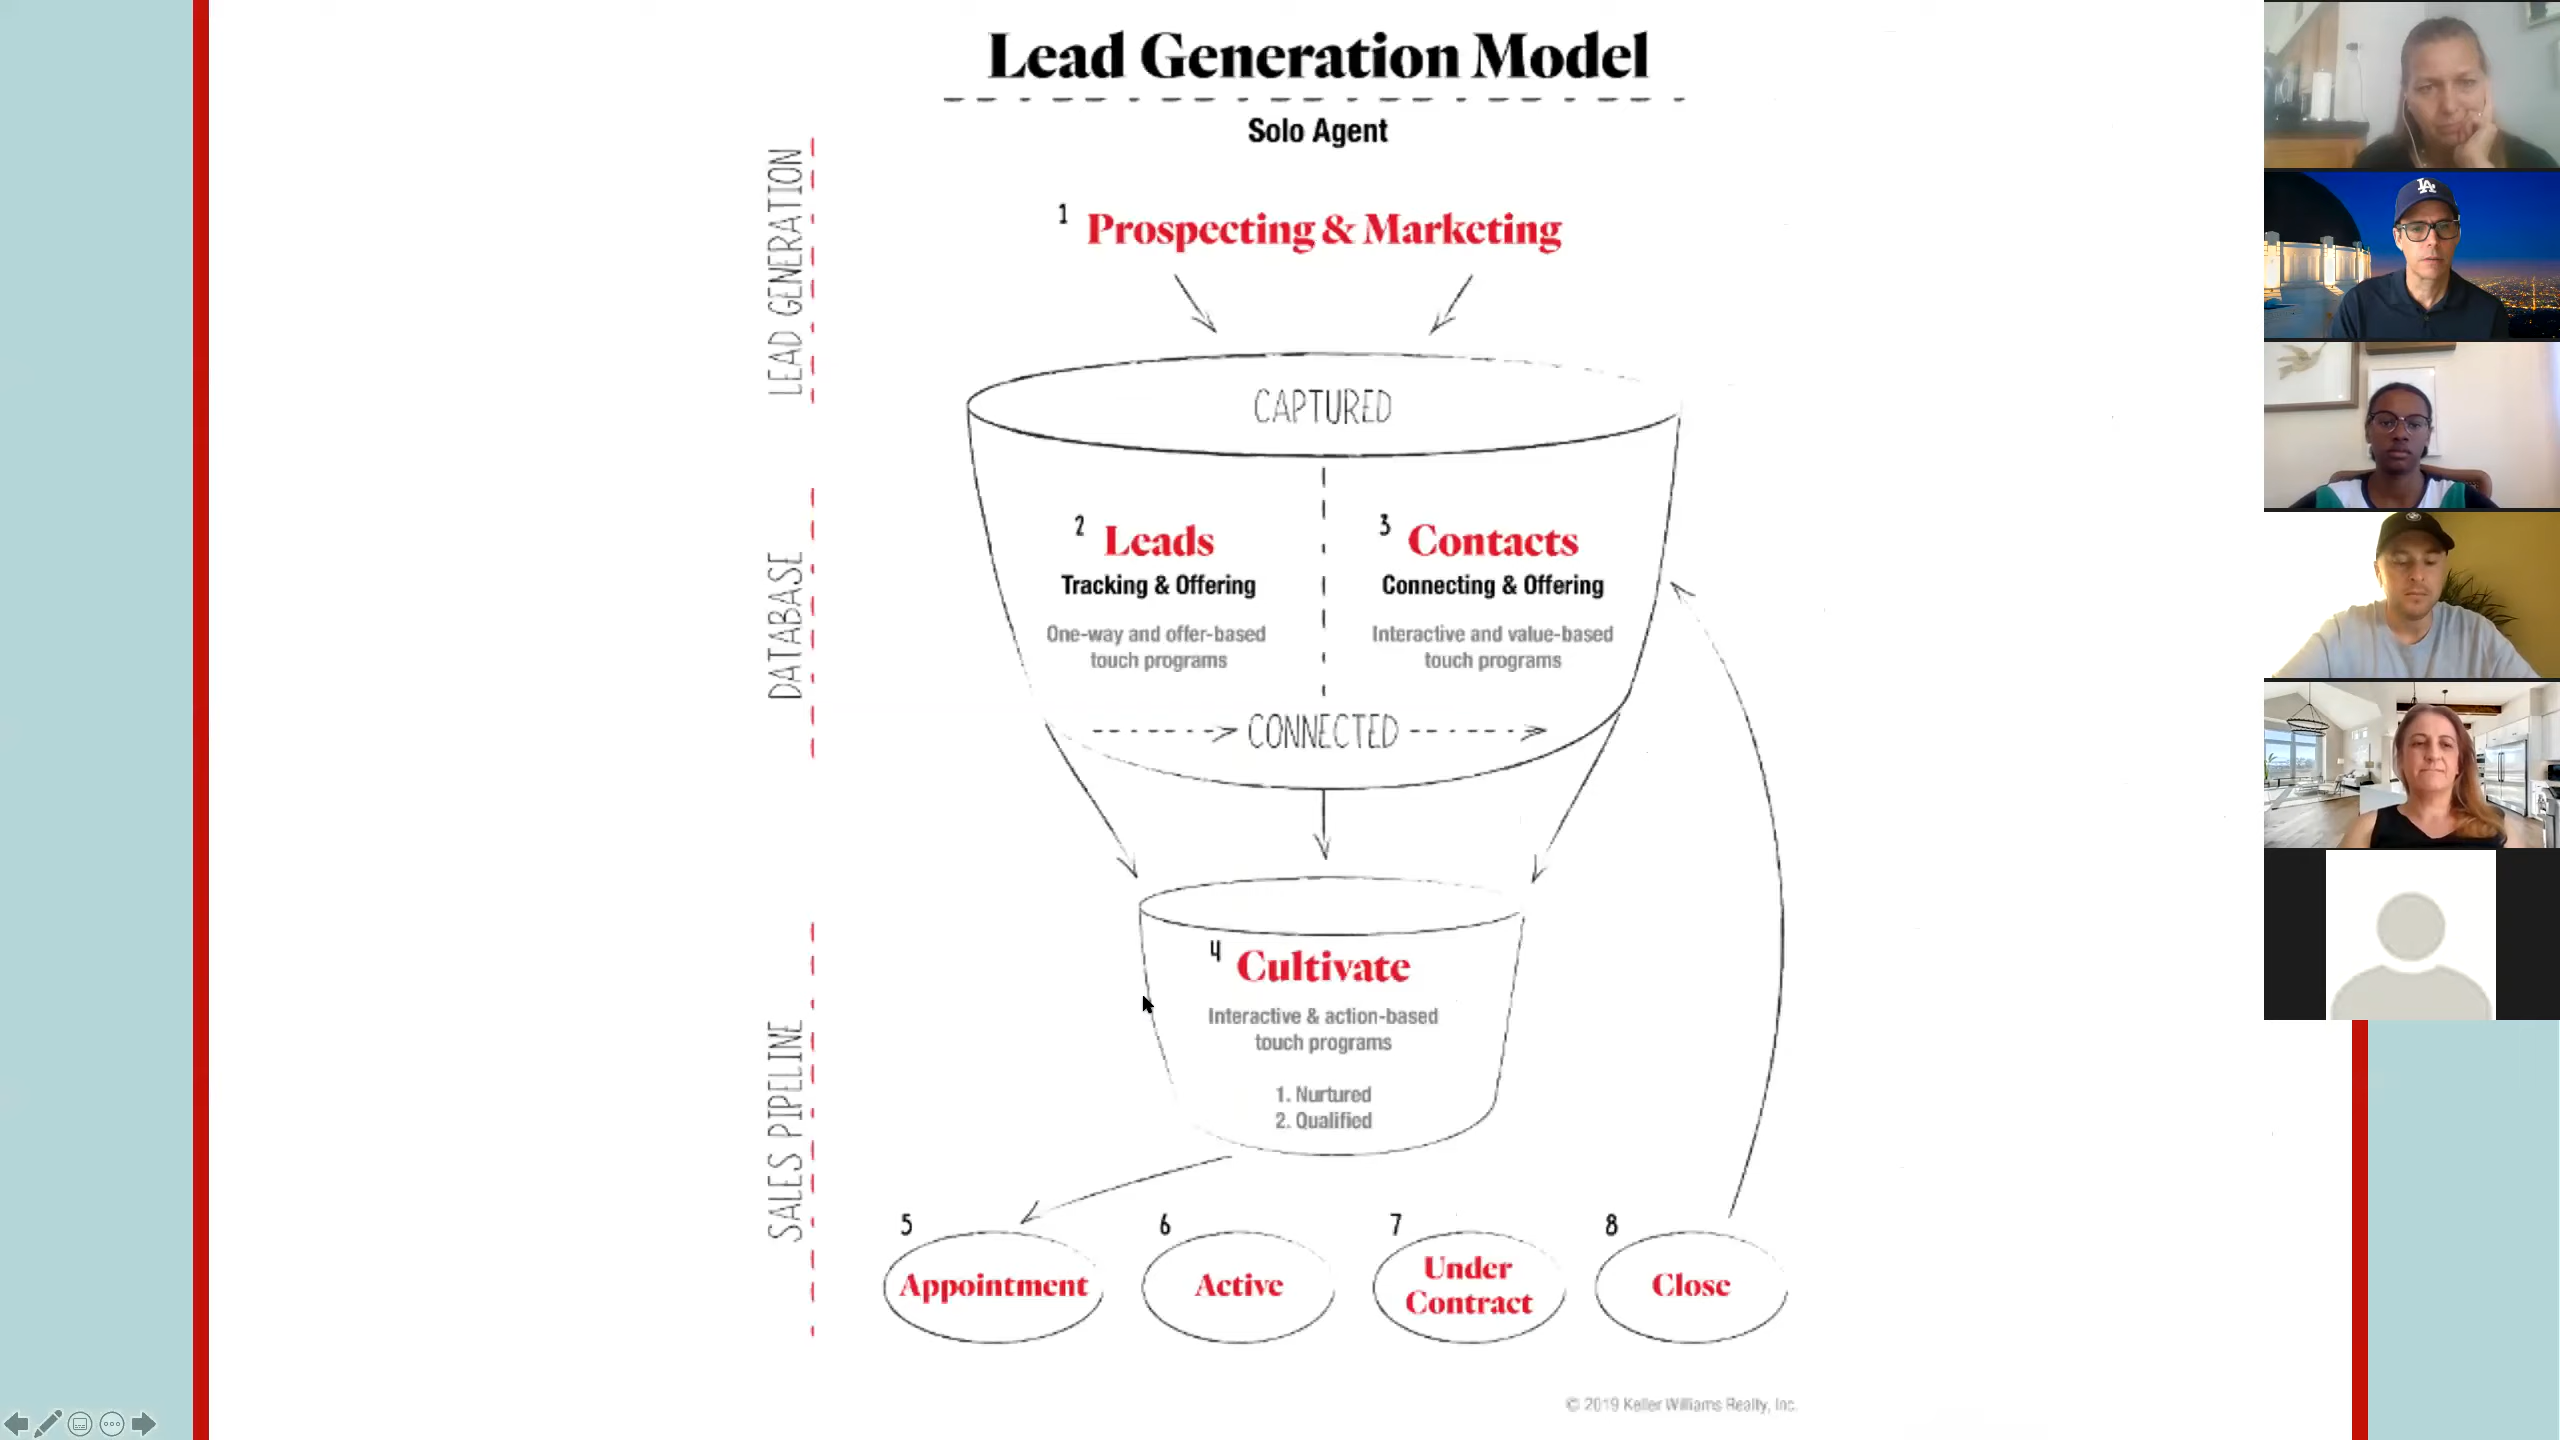 Lead Generation Model
Solo Agent
LEAD GENERATION
1 Prospecting & Marketing
CAPTURED
DATABASE
2 Leads
Tracking & Offering
One-way and offer-based
touch programs
3 Contacts
Connecting & Offering
Interactive and value-based
touch programs
CONNECTED
SALES PIPELINE
4 Cultivate
Interactive & action-based
touch programs
1. Nurtured
2. Qualified
5 Appointment
6 Active
7 Under
Contract
8 Close
© 2019 Keller Williams Realty, Inc.
LA